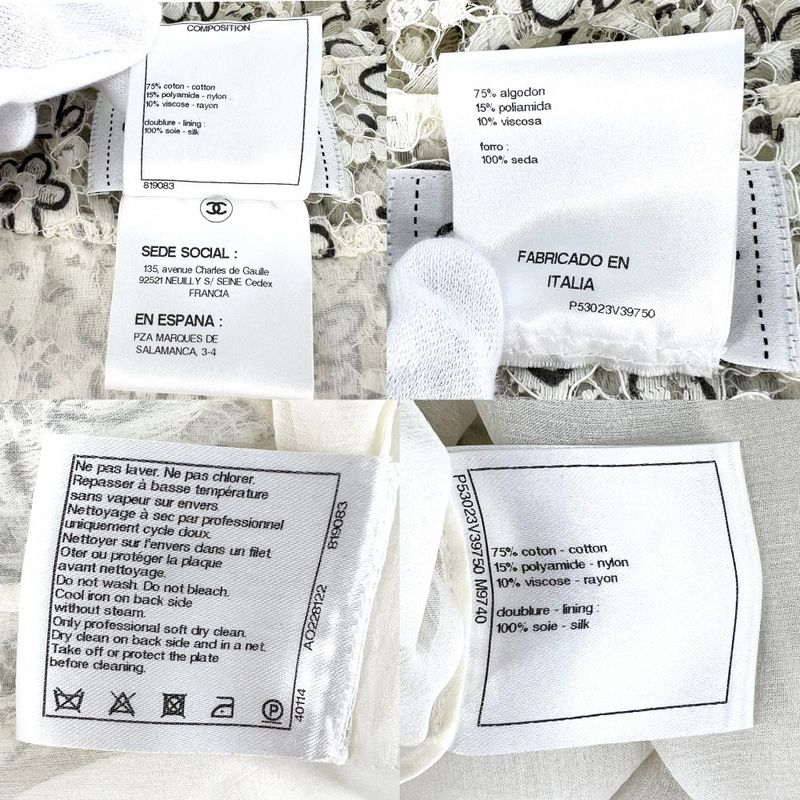 COMPOSITION
75% coton - cotton
15% polyamide - nylon
10% viscose - rayon
doublure - lining :
100% soie - silk
819083
SEDE SOCIAL :
135, avenue Charles de Gaulle
92521 NEUILLY S/ SEINE Cedex
FRANCIA
EN ESPANA :
PZA MARQUES DE
SALAMANCA, 3-4
75% algodon
15% poliamida
10% viscosa
forro :
100% seda
FABRICADO EN
ITALIA
P53023V39750
Ne pas laver. Ne pas chlorer.
Repasser à basse température
sans vapeur sur envers.
Nettoyage à sec par professionnel
uniquement cycle doux.
Nettoyer sur l'envers dans un filet
Oter ou protéger la plaque
avant nettoyage.
Do not wash. Do not bleach.
Cool iron on back side
without steam.
Only professional soft dry clean.
Dry clean on back side and in a net.
Take off or protect the plate
before cleaning.
P
40114 AO228122 819083
P53023V39750 M9740
75% coton - cotton
15% polyamide - nylon
10% viscose - rayon
doublure - lining :
100% soie - silk